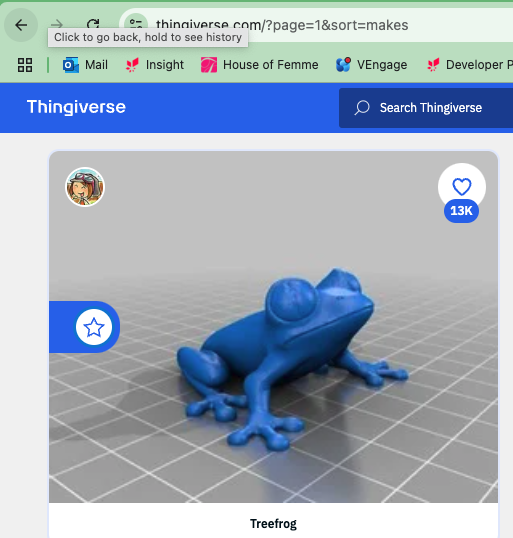 thingiverse.com/?page=1&sort=makes
Click to go back, hold to see history
Mail Insight House of Femme VEngage Developer P
Thingiverse
Search Thingiverse
13K
Treefrog